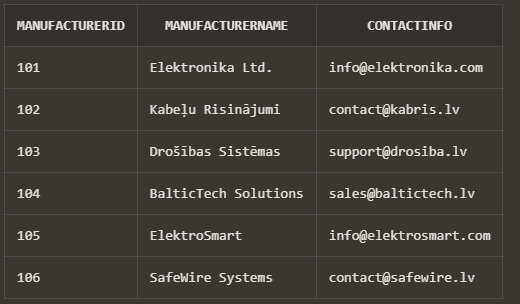 MANUFACTURERID MANUFACTURERNAME CONTACTINFO
101 Elektronika Ltd. info@elektronika.com
102 Kabeļu Risinājumi contact@kabris.lv
103 Drošības Sistēmas support@drosiba.lv
104 BalticTech Solutions sales@baltictech.lv
105 ElektroSmart info@elektrosmart.com
106 SafeWire Systems contact@safewire.lv